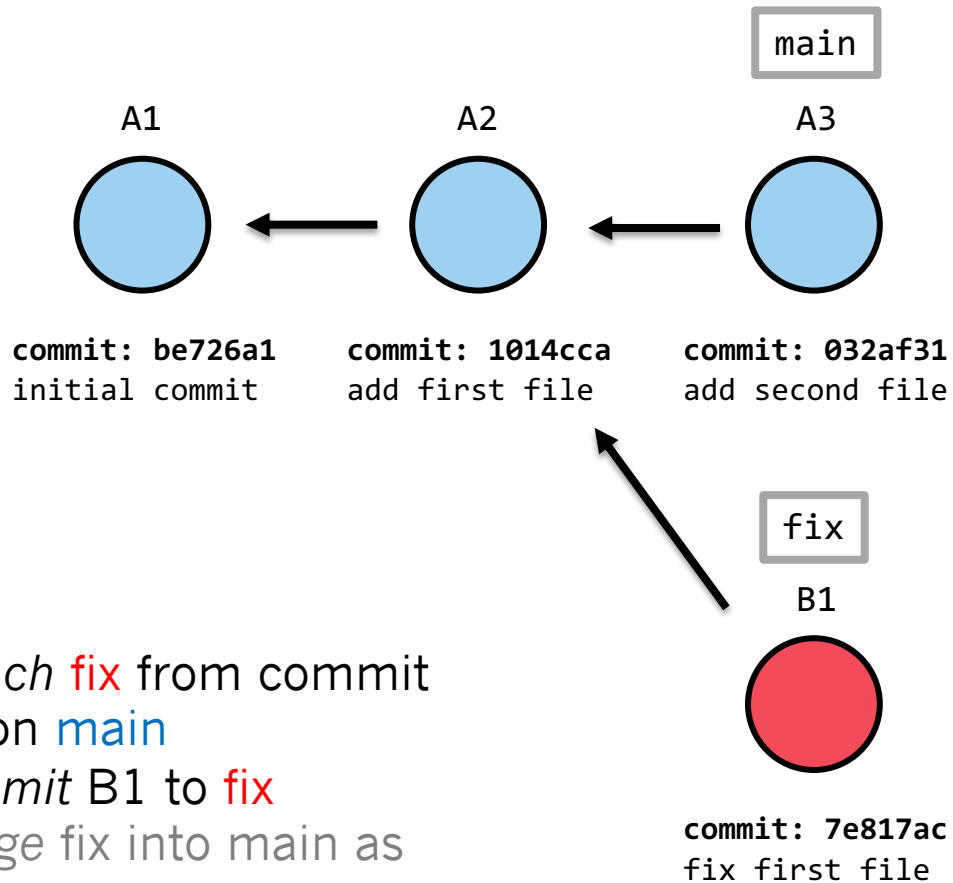 main
A1 A2 A3
commit: be726a1 commit: 1014cca commit: 032af31
initial commit add first file add second file
fix
B1
ch fix from commit
on main
mit B1 to fix
ge fix into main as
commit: 7e817ac
fix first file